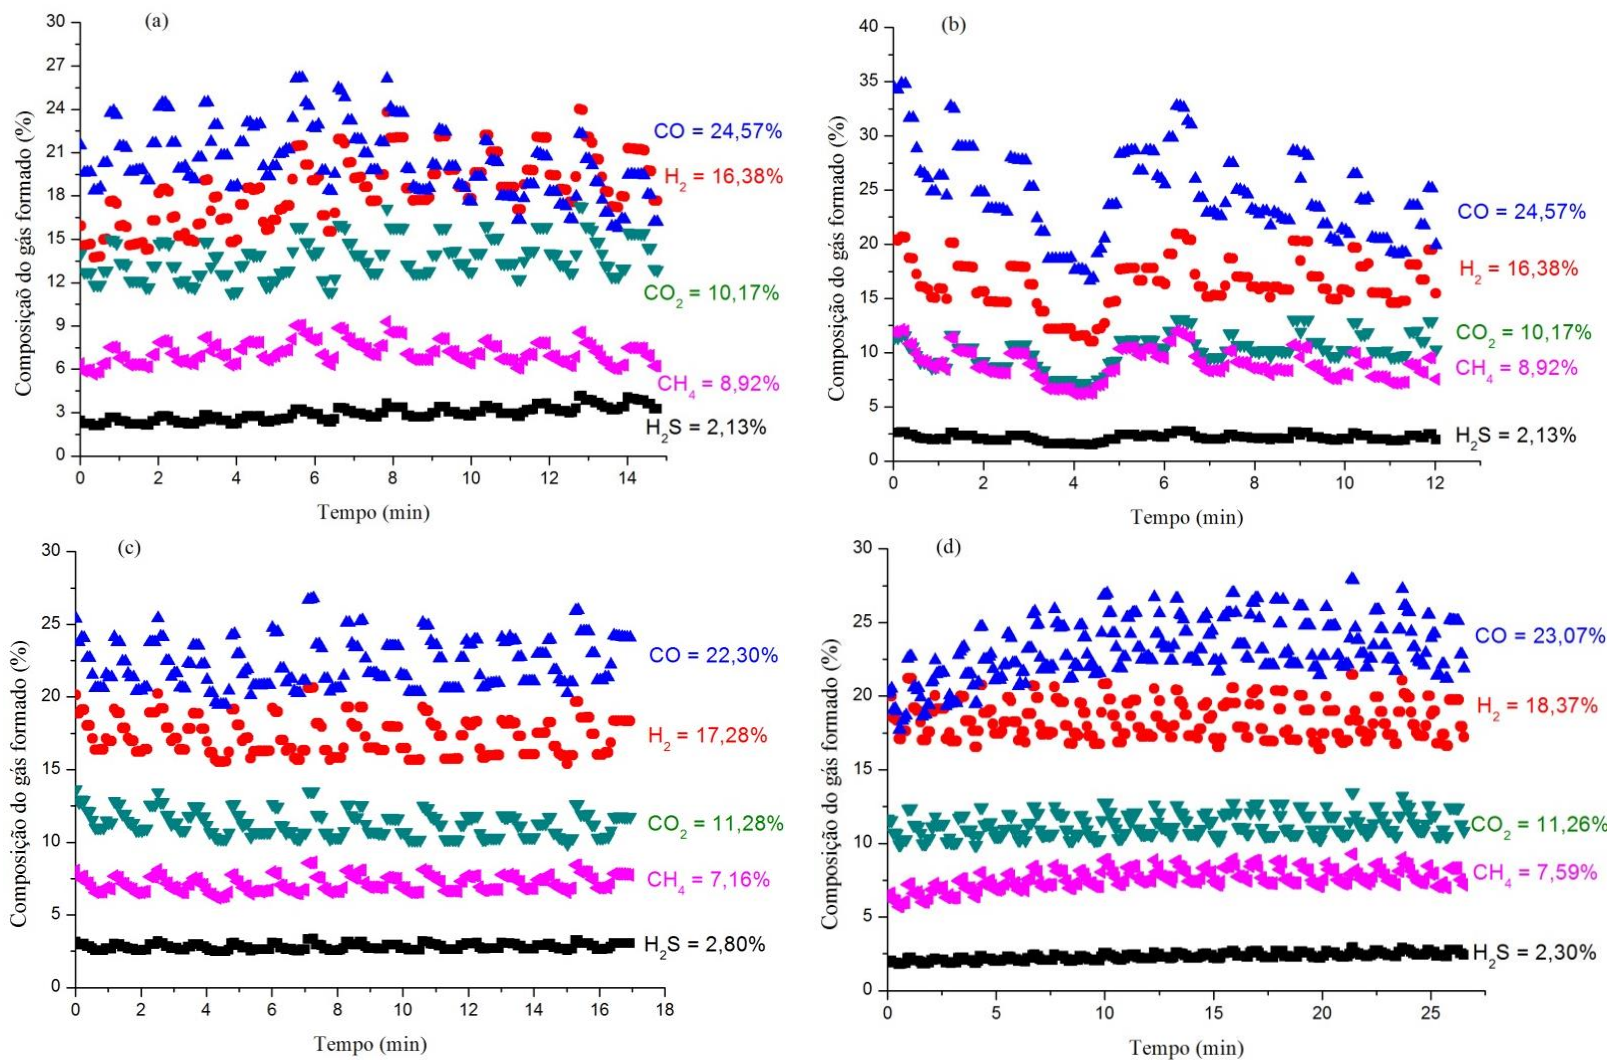 (a)
Composição do gás formado (%)
30
27
24
21
18
15
12
9
6
3
0
0 2 4 6 8 10 12 14
Tempo (min)
CO = 24,57%
H2 = 16,38%
CO2 = 10,17%
CH4 = 8,92%
H2S = 2,13%
(b)
Composição do gás formado (%)
40
35
30
25
20
15
10
5
0
0 2 4 6 8 10 12
Tempo (min)
CO = 24,57%
H2 = 16,38%
CO2 = 10,17%
CH4 = 8,92%
H2S = 2,13%
(c)
Composição do gás formado (%)
30
25
20
15
10
5
0
0 2 4 6 8 10 12 14 16 18
Tempo (min)
CO = 22,30%
H2 = 17,28%
CO2 = 11,28%
CH4 = 7,16%
H2S = 2,80%
(d)
Composição do gás formado (%)
30
25
20
15
10
5
0
0 5 10 15 20 25
Tempo (min)
CO = 23,07%
H2 = 18,37%
CO2 = 11,26%
CH4 = 7,59%
H2S = 2,30%